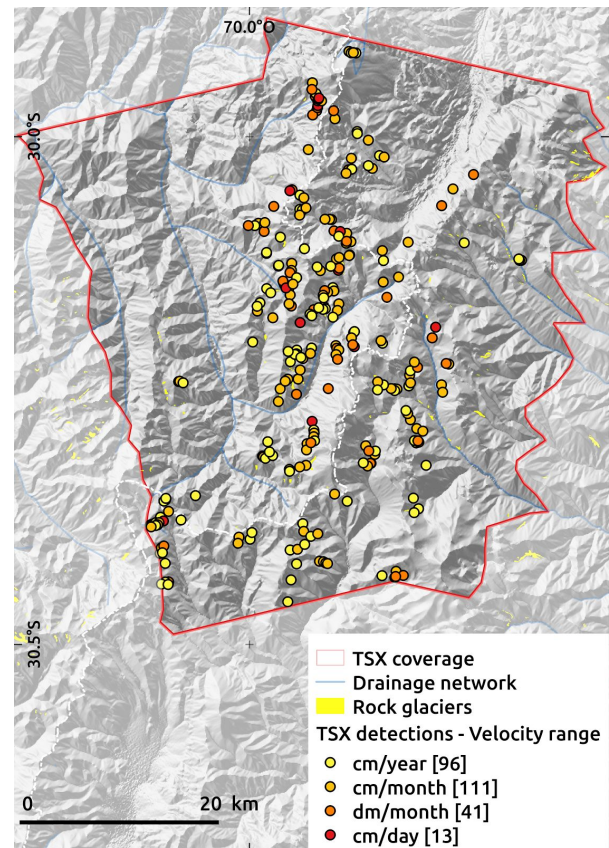 70.0°O
30.0°S
30.5°S
TSX coverage
Drainage network
Rock glaciers
TSX detections - Velocity range
cm/year [96]
cm/month [111]
dm/month [41]
cm/day [13]
0 20 km